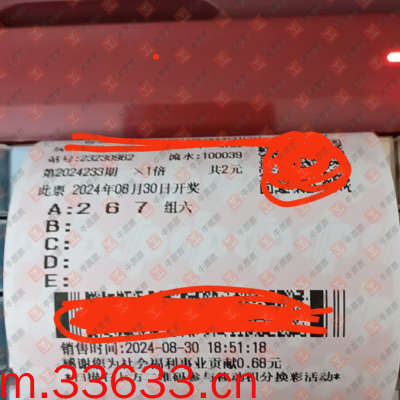 站号:23230962 流水:100039
第2024233期 ×1倍 共2元
此票 2024年08月30日开奖
A:2 6 7 组六
B:
C:
D:
E:
销售时间:2024-08-30 18:51:18
感谢您为社会福利事业贡献0.68元
m.33633.cn